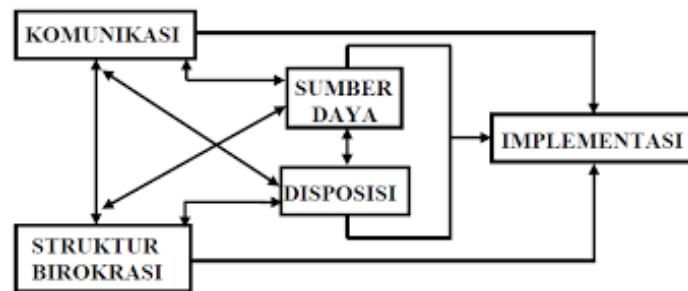 KOMUNIKASI
SUMBER
DAYA
IMPLEMENTASI
DISPOSISI
STRUKTUR
BIROKRASI